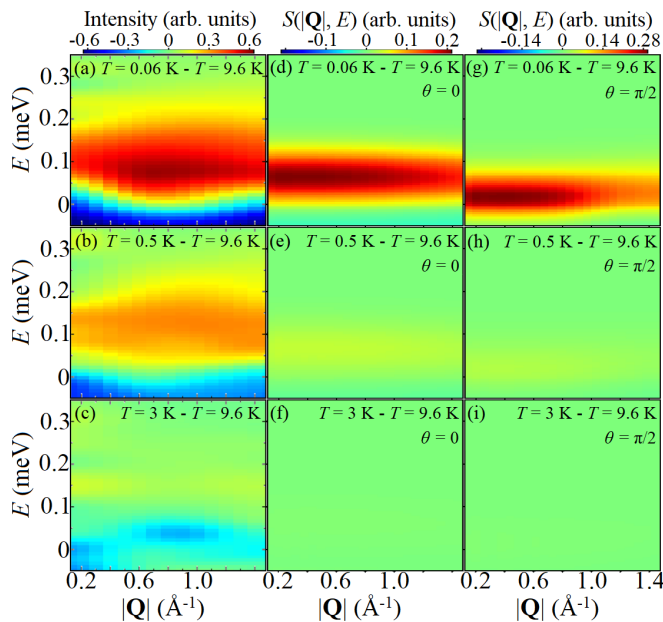 Intensity (arb. units) S(|Q|, E) (arb. units) S(|Q|, E) (arb. units)
-0.6 -0.3 0 0.3 0.6 -0.1 0 0.1 0.2 -0.14 0 0.14 0.28
(a) T = 0.06 K - T = 9.6 K (d) T = 0.06 K - T = 9.6 K (g) T = 0.06 K - T = 9.6 K
θ = 0 θ = π/2
0.3
0.2
0.1
0
E (meV)
(b) T = 0.5 K - T = 9.6 K (e) T = 0.5 K - T = 9.6 K (h) T = 0.5 K - T = 9.6 K
θ = 0 θ = π/2
0.3
0.2
0.1
0
E (meV)
(c) T = 3 K - T = 9.6 K (f) T = 3 K - T = 9.6 K (i) T = 3 K - T = 9.6 K
θ = 0 θ = π/2
0.3
0.2
0.1
0
E (meV)
0.2 0.6 1.0 0.2 0.6 1.0 0.2 0.6 1.0 1.4
|Q| (Å-1) |Q| (Å-1) |Q| (Å-1)